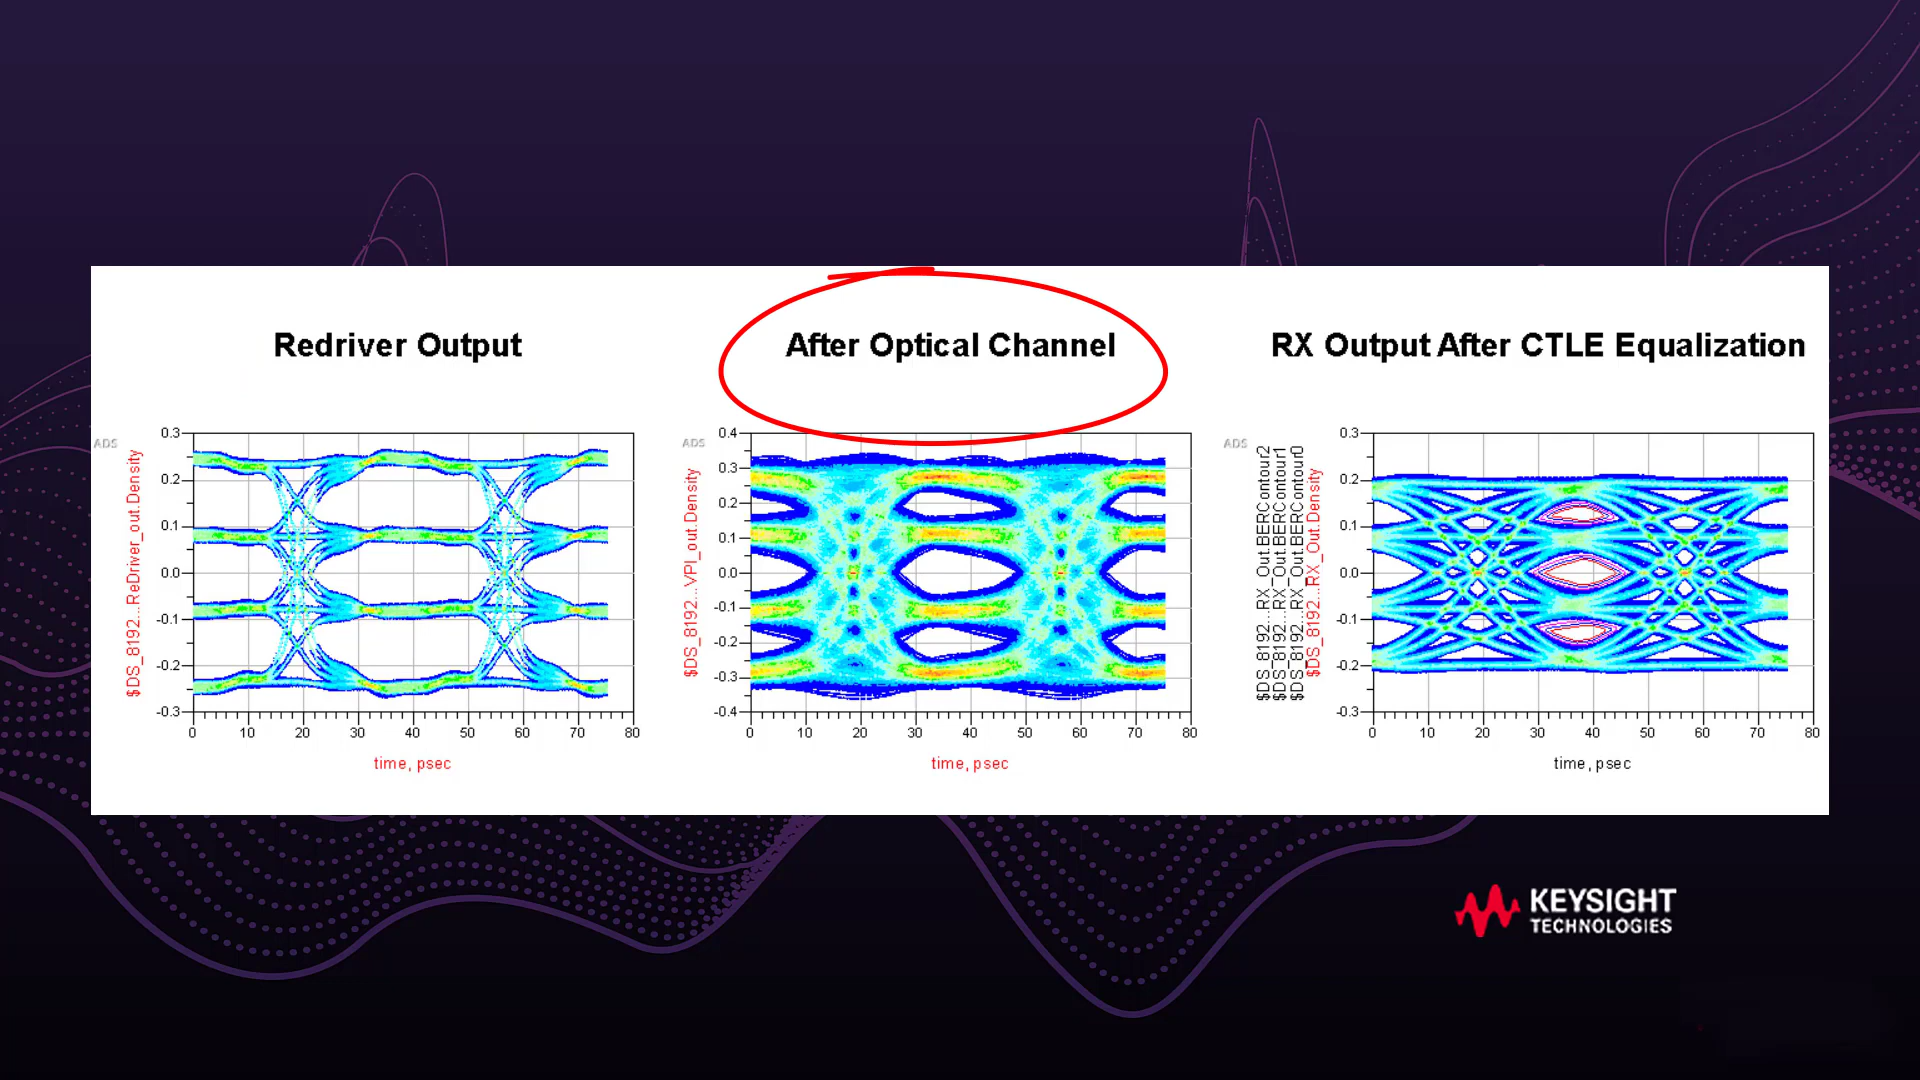 Redriver Output
ADS
$DS_8192...ReDriver_out.Density
0.3
0.2
0.1
0.0
-0.1
-0.2
-0.3
0 10 20 30 40 50 60 70 80
time, psec
After Optical Channel
ADS
$DS_8192...VPI_out.Density
0.4
0.3
0.2
0.1
0.0
-0.1
-0.2
-0.3
-0.4
0 10 20 30 40 50 60 70 80
time, psec
RX Output After CTLE Equalization
ADS
$DS_8192...RX_Out.BERContour2
$DS_8192...RX_Out.BERContour1
$DS_8192...RX_Out.BERContour0
$DS_8192...RX_Out.Density
0.3
0.2
0.1
0.0
-0.1
-0.2
-0.3
0 10 20 30 40 50 60 70 80
time, psec
KEYSIGHT
TECHNOLOGIES